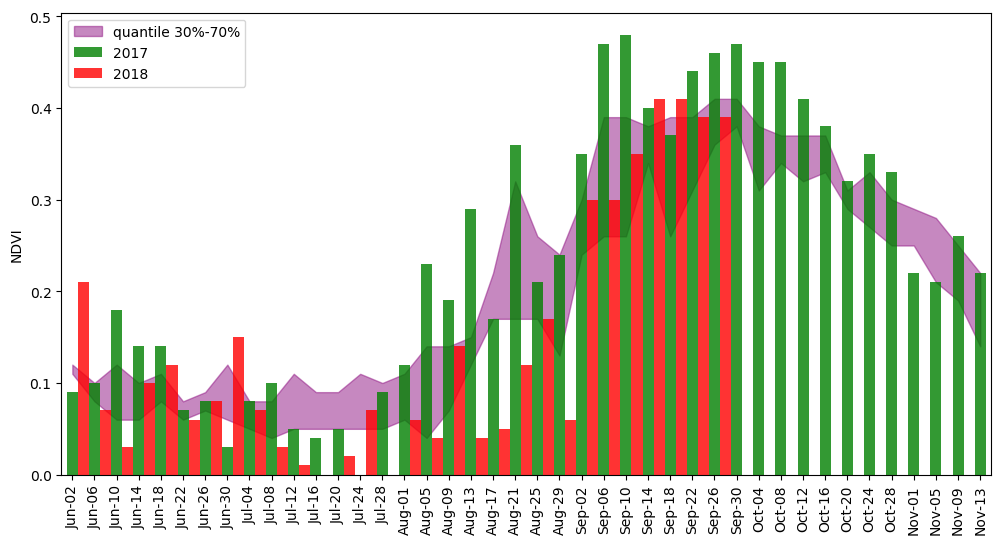 quantile 30%-70%
2017
2018
NDVI
0.5
0.4
0.3
0.2
0.1
0.0
Jun-02
Jun-06
Jun-10
Jun-14
Jun-18
Jun-22
Jun-26
Jun-30
Jul-04
Jul-08
Jul-12
Jul-16
Jul-20
Jul-24
Jul-28
Aug-01
Aug-05
Aug-09
Aug-13
Aug-17
Aug-21
Aug-25
Aug-29
Sep-02
Sep-06
Sep-10
Sep-14
Sep-18
Sep-22
Sep-26
Sep-30
Oct-04
Oct-08
Oct-12
Oct-16
Oct-20
Oct-24
Oct-28
Nov-01
Nov-05
Nov-09
Nov-13